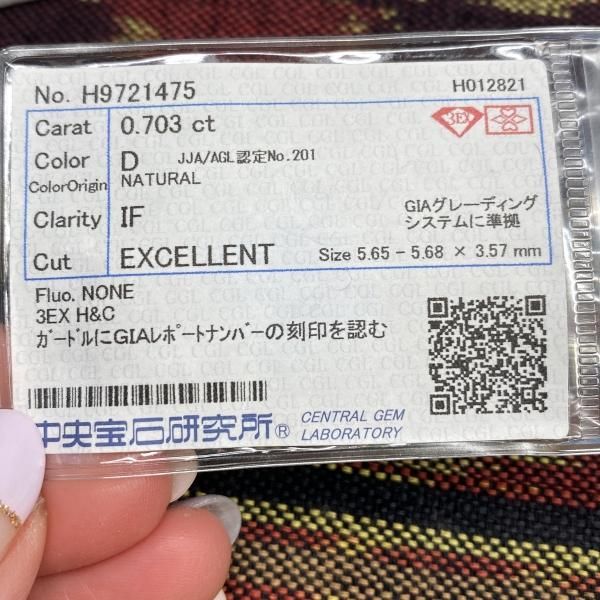 No. H9721475 H012821
Carat 0.703 ct 3EX
Color D JJA/AGL認定No.201
ColorOrigin NATURAL
Clarity IF GIAグレーディング
システムに準拠
Cut EXCELLENT Size 5.65 - 5.68 × 3.57 mm
Fluo. NONE
3EX H&C
ｶﾞｰﾄﾞﾙにGIAﾚﾎﾟｰﾄﾅﾝﾊﾞｰの刻印を認む
中央宝石研究所® CENTRAL GEM
LABORATORY